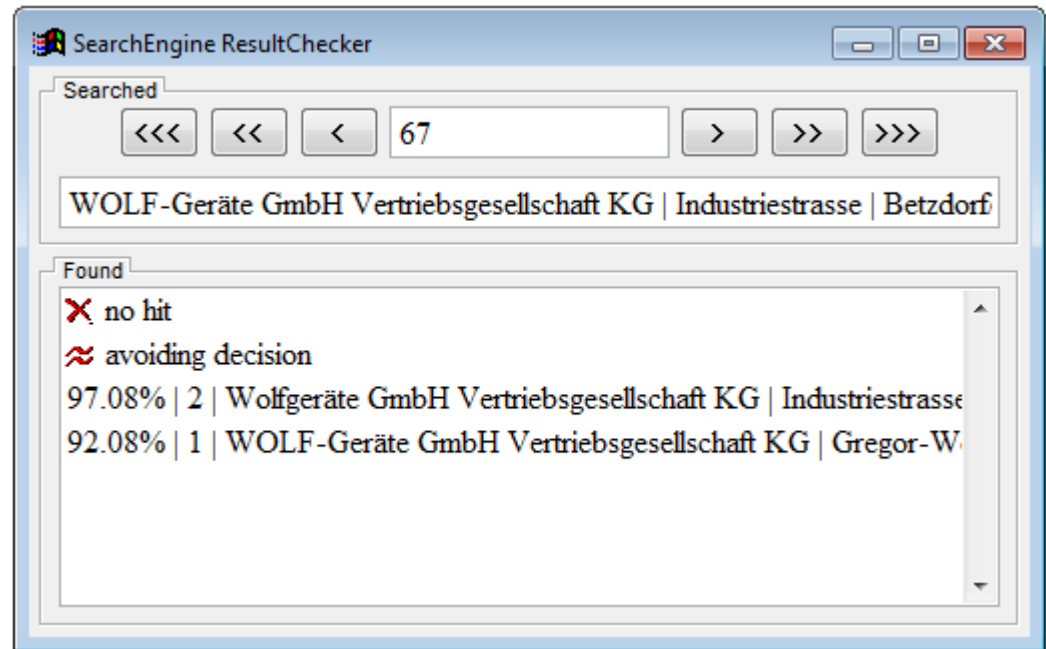 SearchEngine ResultChecker
Searched
<<< << < 67 > >> >>>
WOLF-Geräte GmbH Vertriebsgesellschaft KG | Industriestrasse | Betzdorf
Found
no hit
avoiding decision
97.08% | 2 | Wolfgeräte GmbH Vertriebsgesellschaft KG | Industriestrasse
92.08% | 1 | WOLF-Geräte GmbH Vertriebsgesellschaft KG | Gregor-W